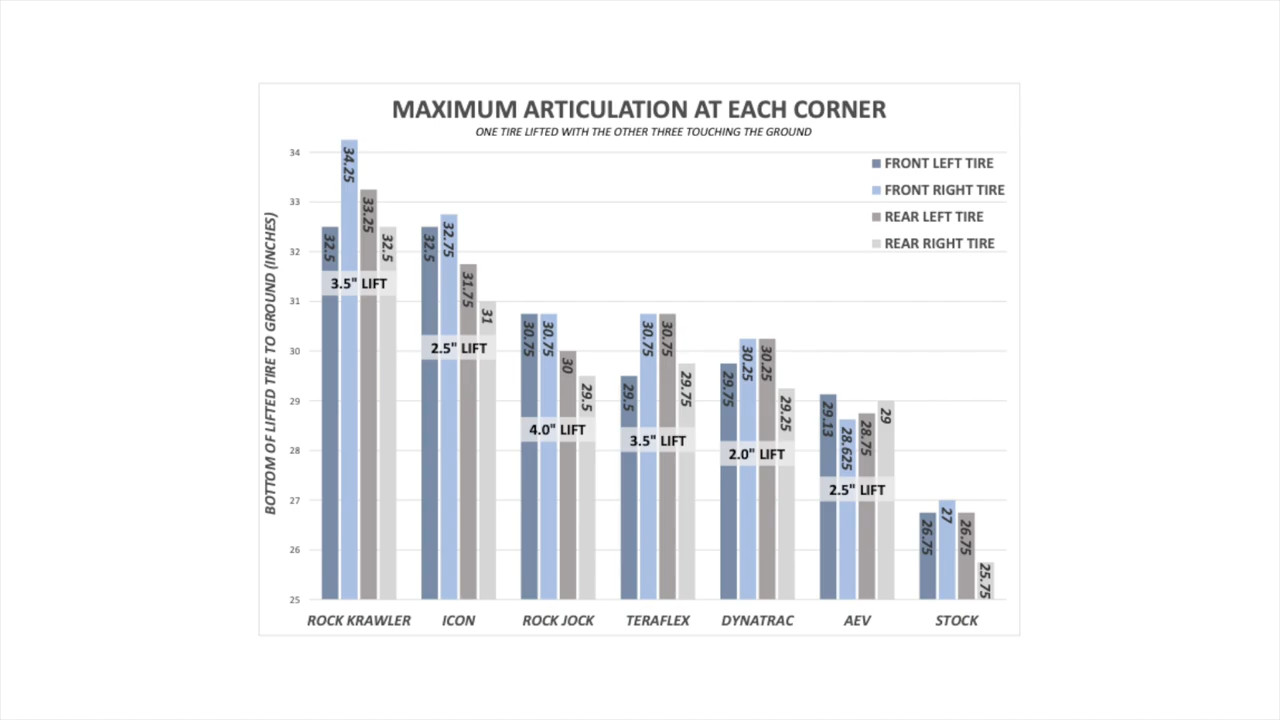 MAXIMUM ARTICULATION AT EACH CORNER
ONE TIRE LIFTED WITH THE OTHER THREE TOUCHING THE GROUND
BOTTOM OF LIFTED TIRE TO GROUND (INCHES)
34
33
32
31
30
29
28
27
26
25
FRONT LEFT TIRE
FRONT RIGHT TIRE
REAR LEFT TIRE
REAR RIGHT TIRE
32.5
34.25
33.25
32.5
3.5" LIFT
32.5
32.75
31.75
31
2.5" LIFT
30.75
30.75
30
29.5
4.0" LIFT
29.5
30.75
30.75
29.75
3.5" LIFT
29.75
30.25
30.25
29.25
2.0" LIFT
29.13
28.625
28.75
29
2.5" LIFT
26.75
27
26.75
25.75
ROCK KRAWLER
ICON
ROCK JOCK
TERAFLEX
DYNATRAC
AEV
STOCK